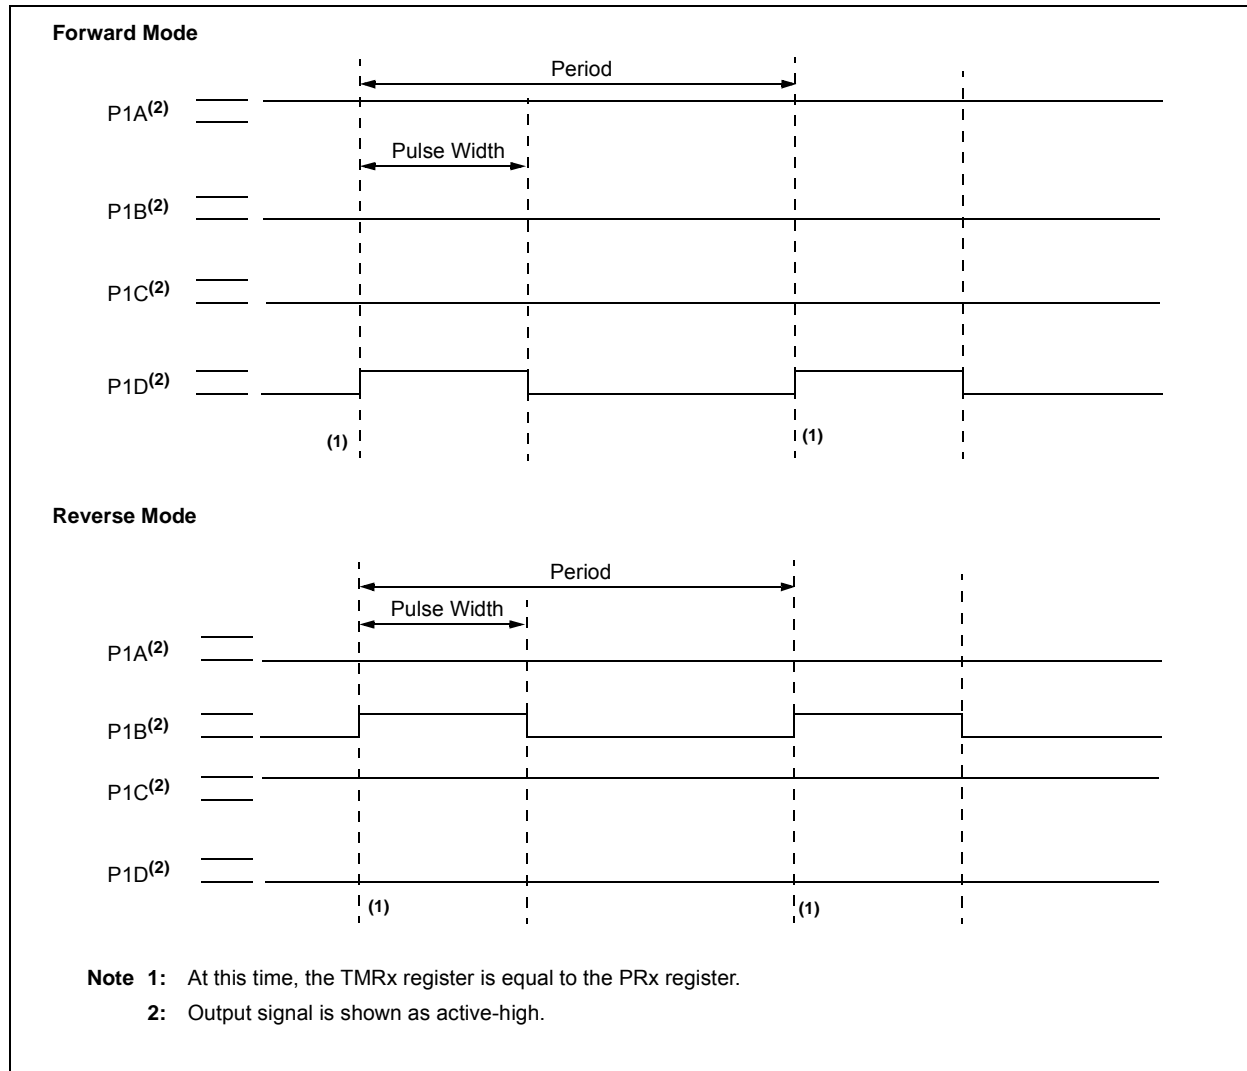 Forward Mode
Period
P1A(2)
Pulse Width
P1B(2)
P1C(2)
P1D(2)
(1) (1)
Reverse Mode
Period
Pulse Width
P1A(2)
P1B(2)
P1C(2)
P1D(2)
(1) (1)
Note 1: At this time, the TMRx register is equal to the PRx register.
2: Output signal is shown as active-high.